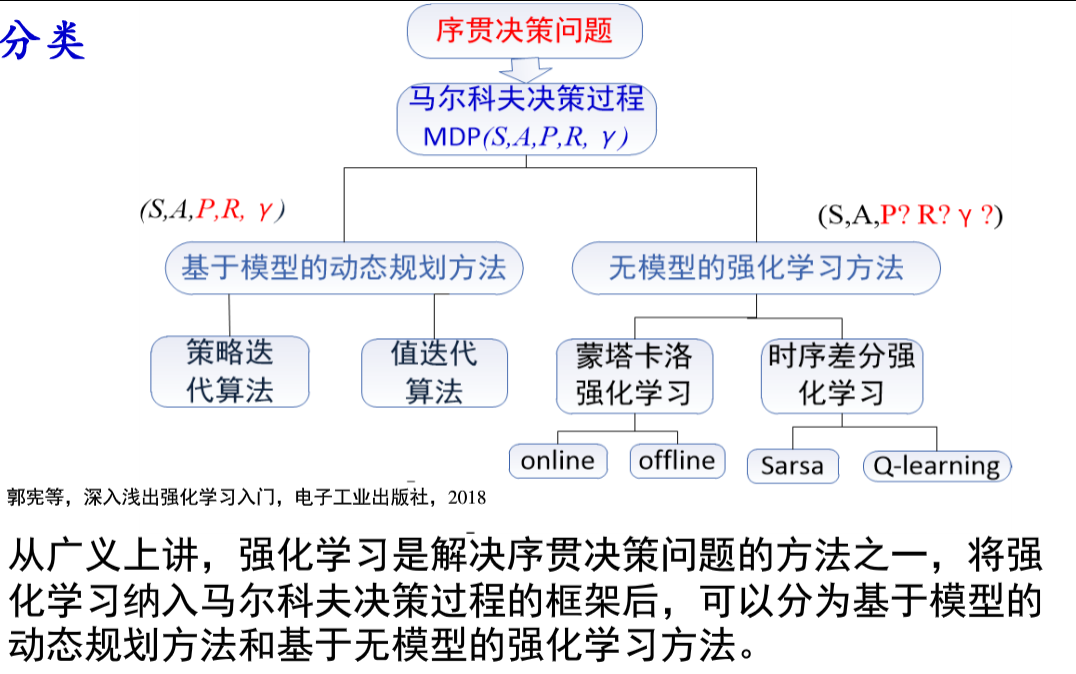 分类
序贯决策问题
马尔科夫决策过程
MDP(S,A,P,R, γ)
(S,A,P,R, γ)
(S,A,P? R? γ ?)
基于模型的动态规划方法
无模型的强化学习方法
策略迭
代算法
值迭代
算法
蒙塔卡洛
强化学习
时序差分强
化学习
online
offline
Sarsa
Q-learning
郭宪等，深入浅出强化学习入门，电子工业出版社，2018
从广义上讲，强化学习是解决序贯决策问题的方法之一，将强
化学习纳入马尔科夫决策过程的框架后，可以分为基于模型的
动态规划方法和基于无模型的强化学习方法。